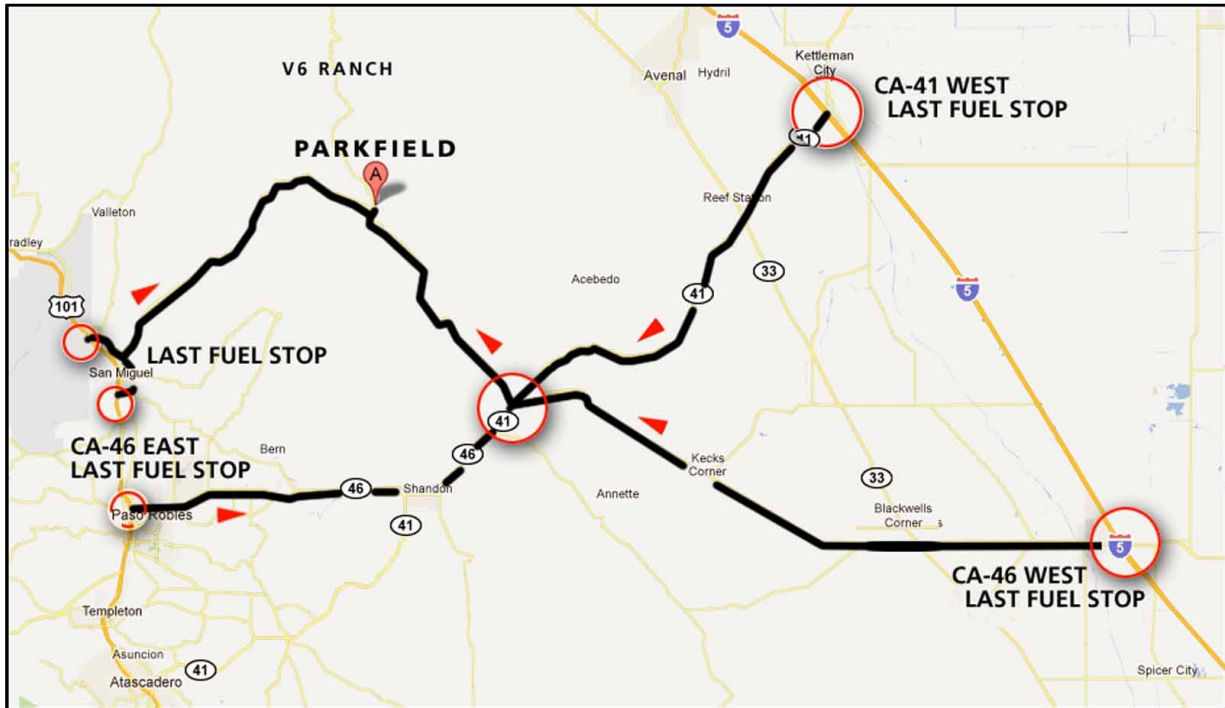 5
Kettleman
City
V6 RANCH
Avenal
Hydril
CA-41 WEST
LAST FUEL STOP
PARKFIELD
41
A
Reef Station
Valleton
radley
33
Acebedo
5
101
41
LAST FUEL STOP
San Miguel
41
CA-46 EAST
LAST FUEL STOP
Bern
46
Kecks
Corner
33
46
Shandon
Annette
Paso Robles
41
Blackwells
Corner
s
5
CA-46 WEST
LAST FUEL STOP
Templeton
Asuncion
41
Atascadero
Spicer City